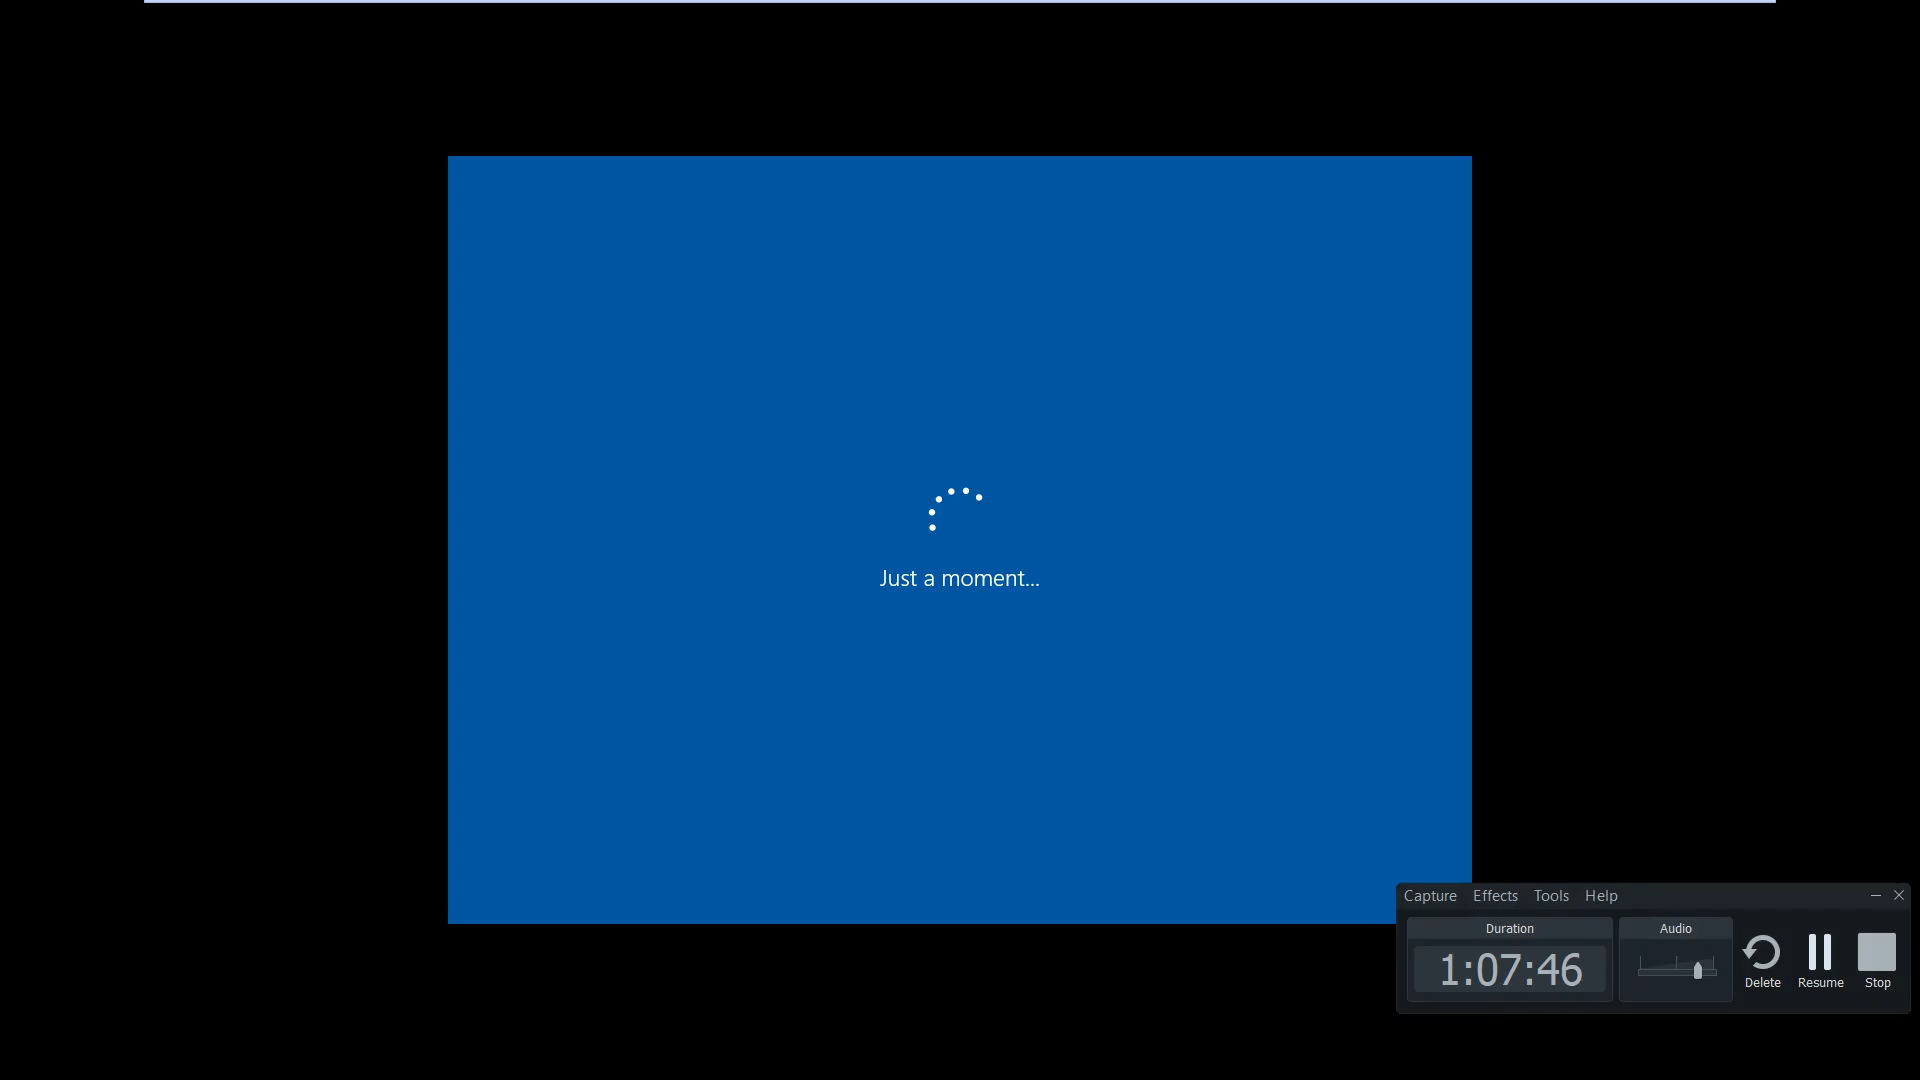 Just a moment...
Capture Effects Tools Help
Duration Audio
1:07:46
Delete Resume Stop